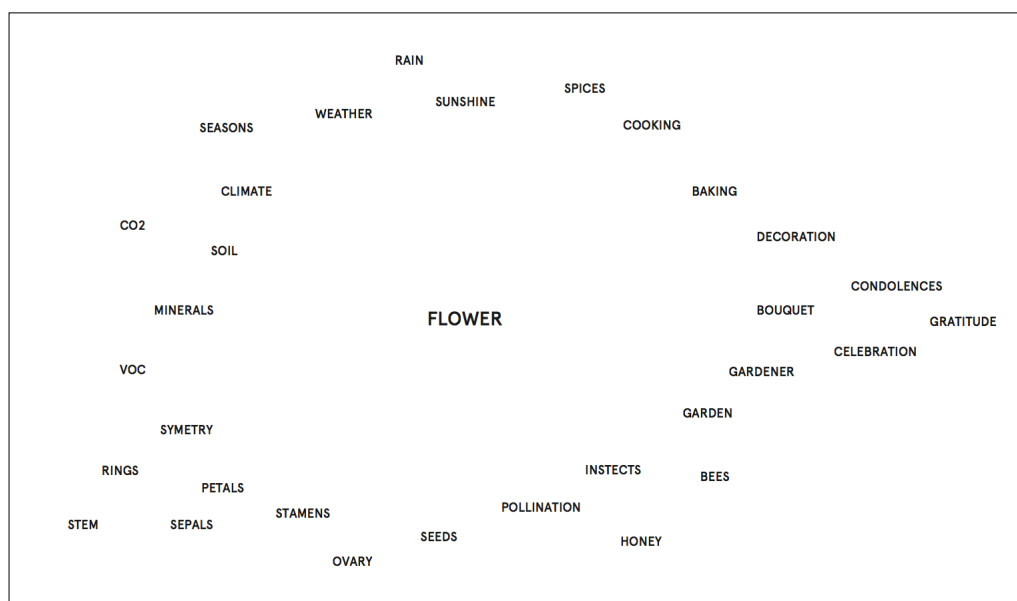 RAIN
SPICES
SUNSHINE
WEATHER
COOKING
SEASONS
CLIMATE
BAKING
CO2
DECORATION
SOIL
CONDOLENCES
MINERALS
BOUQUET
FLOWER
GRATITUDE
CELEBRATION
VOC
GARDENER
GARDEN
SYMETRY
RINGS
INSTECTS
BEES
PETALS
POLLINATION
STAMENS
STEM
SEPALS
SEEDS
HONEY
OVARY